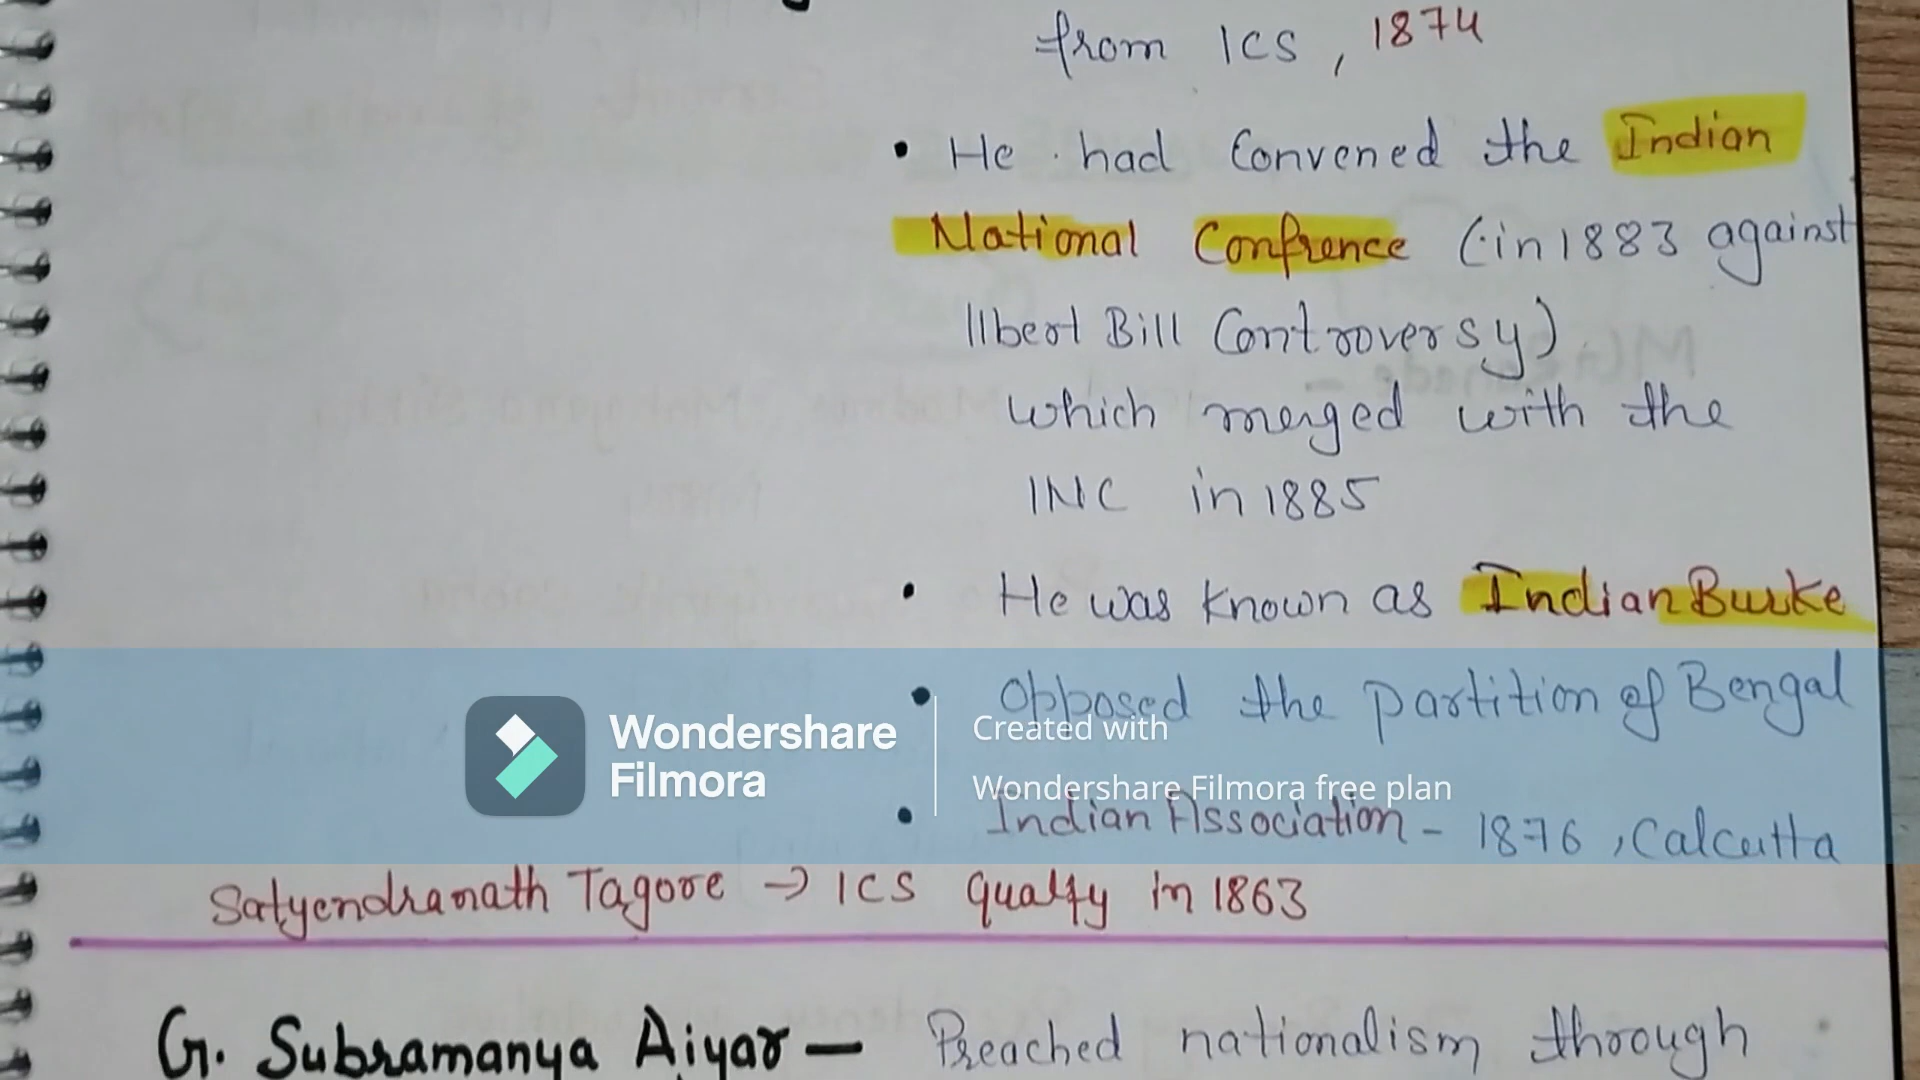 from ICS, 1874
• He had Convened the Indian
National Confrence (in 1883 against
Ilbert Bill Controversy)
which merged with the
INC in 1885
• He was known as Indian Burke
• Opposed the partition of Bengal
Wondershare
Filmora
Created with
Wondershare Filmora free plan
• Indian Association - 1876, Calcutta
Satyendranath Tagore → ICS qualfy in 1863
G. Subramanya Aiyar — Preached nationalism through